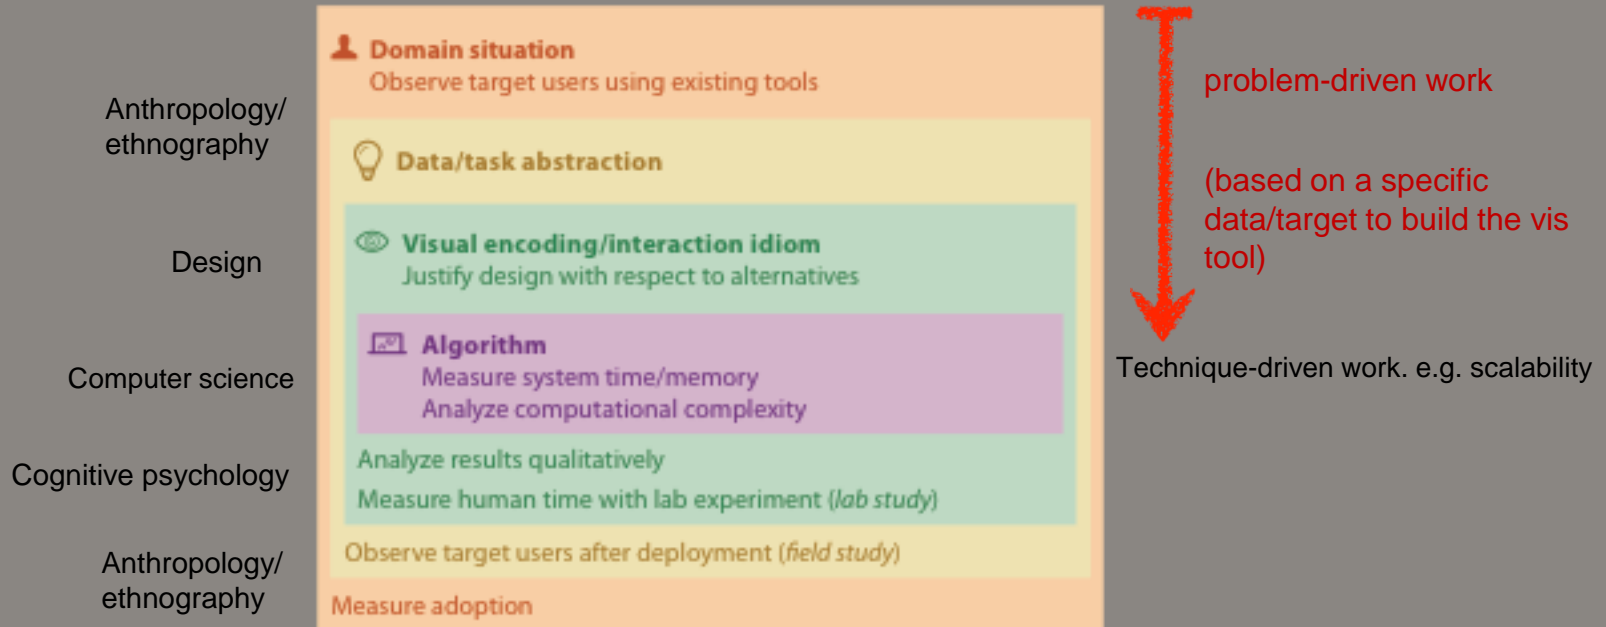 Anthropology/
ethnography
Design
Computer science
Cognitive psychology
Anthropology/
ethnography
Domain situation
Observe target users using existing tools
Data/task abstraction
Visual encoding/interaction idiom
Justify design with respect to alternatives
Algorithm
Measure system time/memory
Analyze computational complexity
Analyze results qualitatively
Measure human time with lab experiment (lab study)
Observe target users after deployment (field study)
Measure adoption
problem-driven work
(based on a specific
data/target to build the vis
tool)
Technique-driven work. e.g. scalability